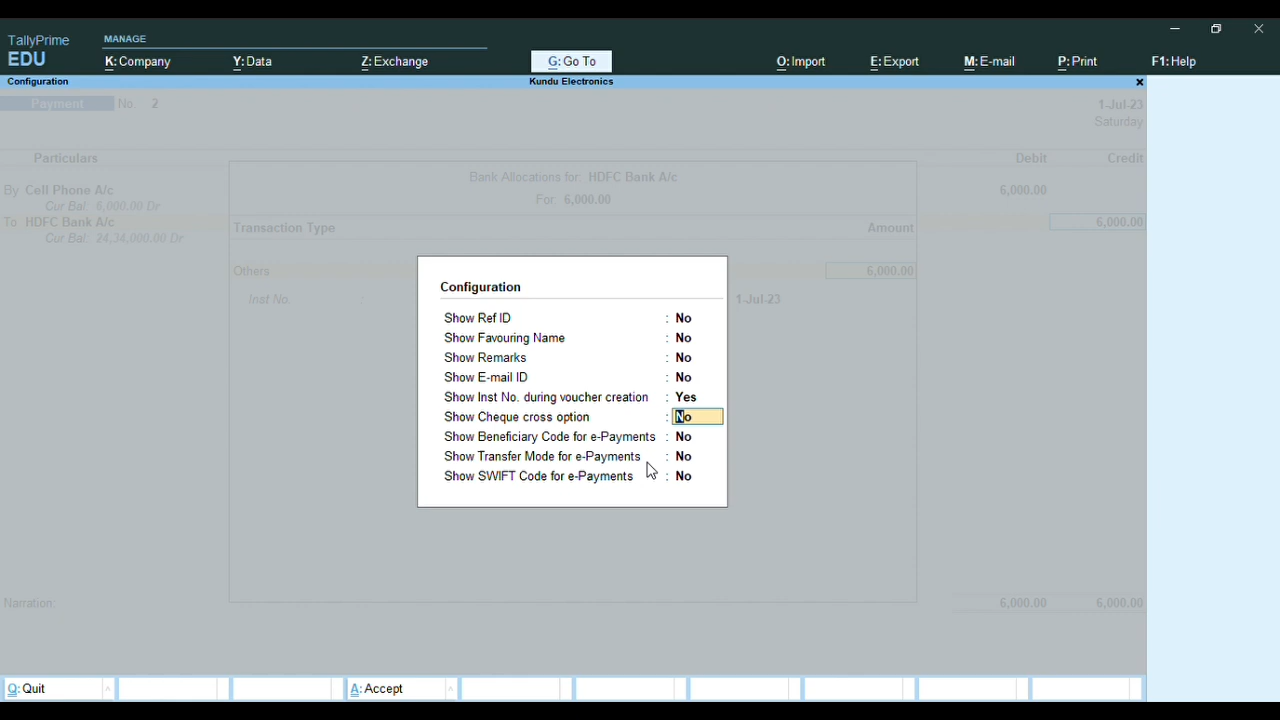 TallyPrime
EDU
MANAGE
K: Company
Y: Data
Z: Exchange
G: Go To
O: Import
E: Export
M: E-mail
P: Print
F1: Help
Configuration
Kundu Electronics
×
Payment No. 2
1-Jul-23
Saturday
Particulars
Debit
Credit
By Cell Phone A/c
6,000.00
Cur Bal: 6,000.00 Dr
To HDFC Bank A/c
6,000.00
Cur Bal: 24,34,000.00 Dr
Bank Allocations for: HDFC Bank A/c
For 6,000.00
Transaction Type
Amount
Others
6,000.00
Inst No. :
1-Jul-23
Configuration
Show Ref ID : No
Show Favouring Name : No
Show Remarks : No
Show E-mail ID : No
Show Inst No. during voucher creation : Yes
Show Cheque cross option : No
Show Beneficiary Code for e-Payments : No
Show Transfer Mode for e-Payments : No
Show SWIFT Code for e-Payments : No
Narration:
6,000.00
6,000.00
Q: Quit
A: Accept